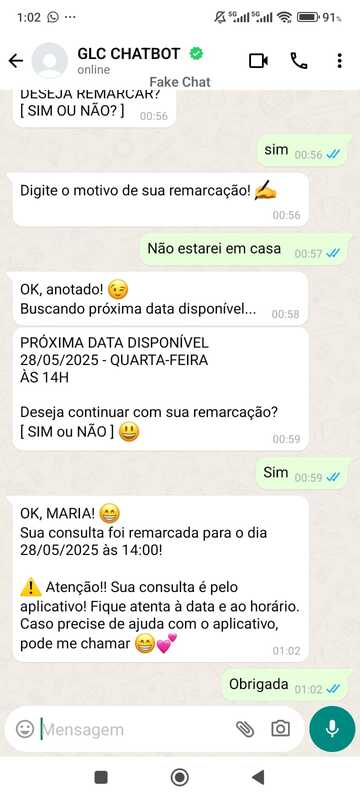 1:02
5G 5G 91%
GLC CHATBOT
online
Fake Chat
DESEJA REMARCAR?
[ SIM OU NÃO? ] 00:56
sim 00:56
Digite o motivo de sua remarcação! ✍️
00:56
Não estarei em casa 00:57
OK, anotado! 😉
Buscando próxima data disponível... 00:58
PRÓXIMA DATA DISPONÍVEL
28/05/2025 - QUARTA-FEIRA
ÀS 14H
Deseja continuar com sua remarcação?
[ SIM ou NÃO ] 😃 00:59
Sim 00:59
OK, MARIA! 😁
Sua consulta foi remarcada para o dia
28/05/2025 às 14:00!
⚠️ Atenção!! Sua consulta é pelo
aplicativo! Fique atenta à data e ao horário.
Caso precise de ajuda com o aplicativo,
pode me chamar 😁💕 01:02
Obrigada 01:02
Mensagem